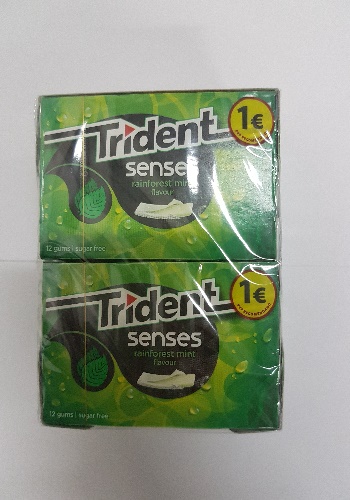 Trident
senses
rainforest mint
flavour
12 gums | sugar free
1€
Trident
senses
rainforest mint
flavour
12 gums | sugar free
1€